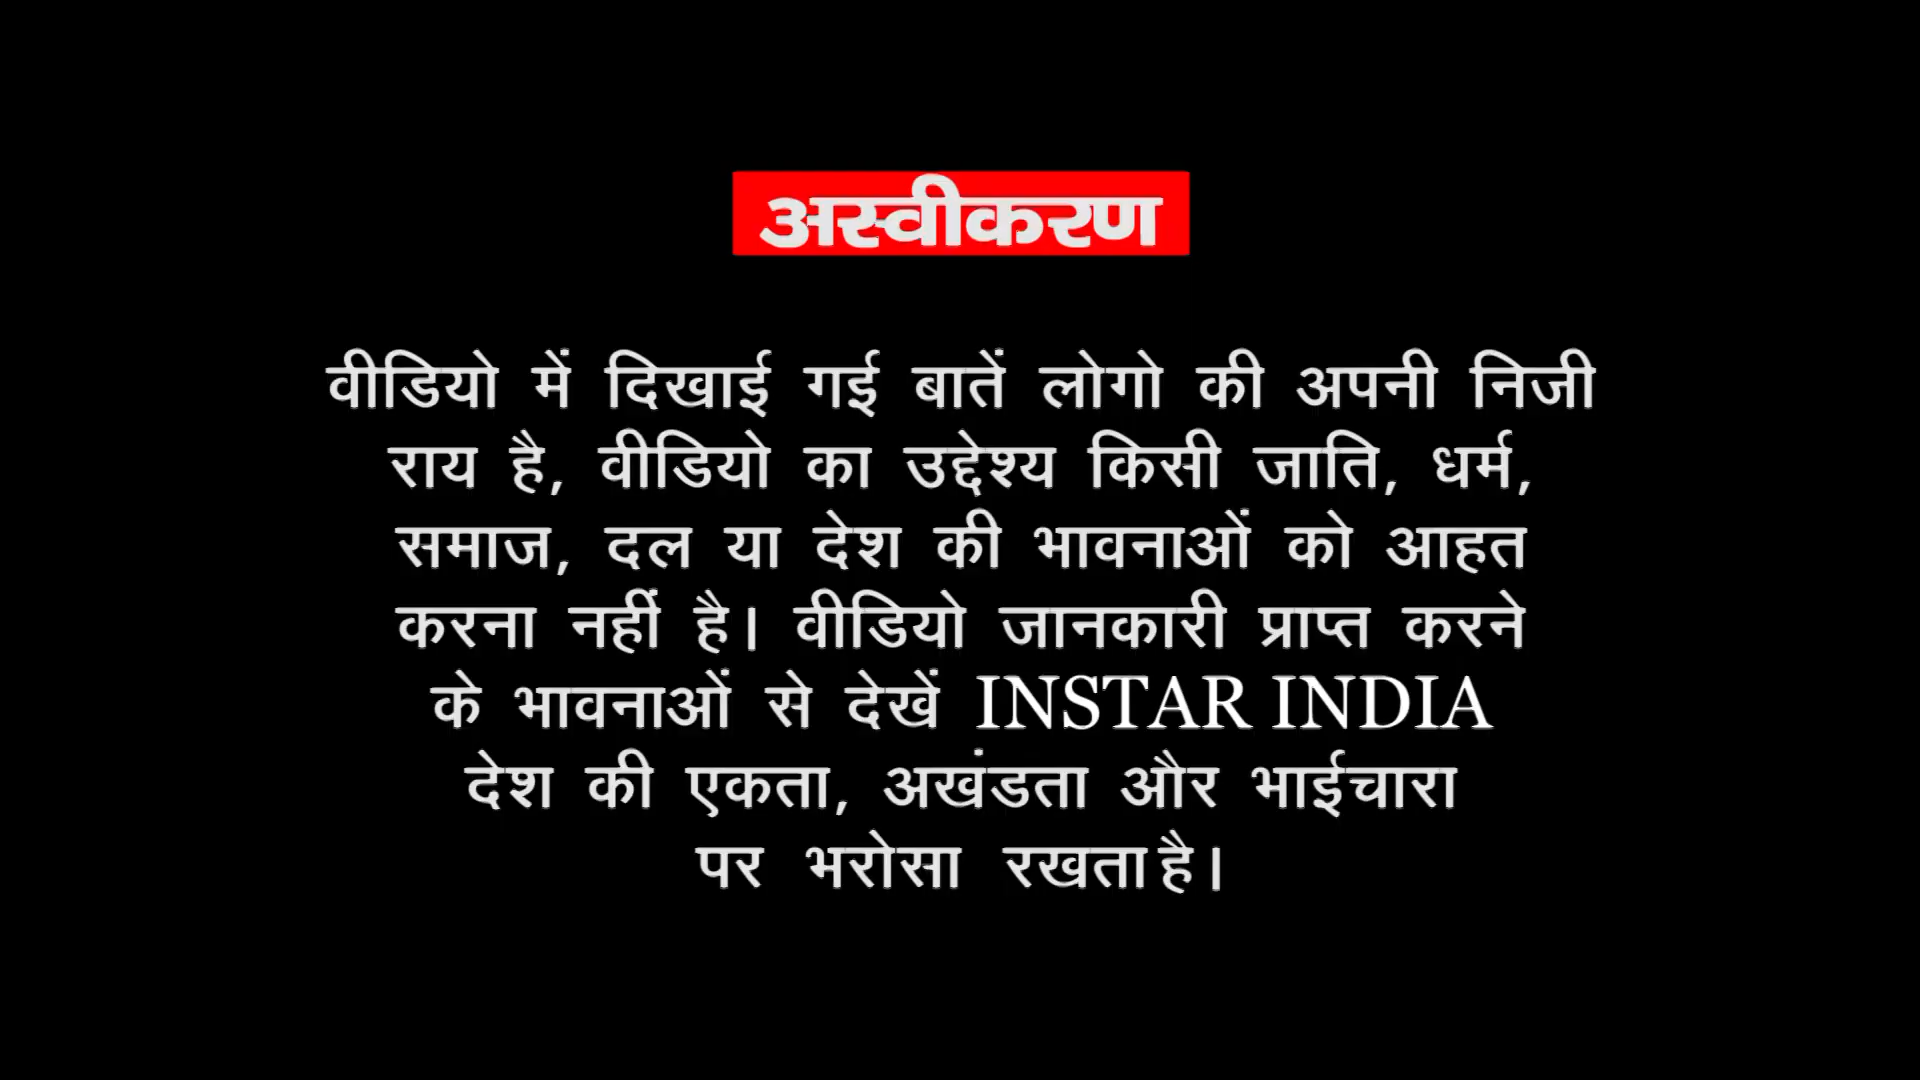 अस्वीकरण
वीडियो में दिखाई गई बातें लोगो की अपनी निजी
राय है, वीडियो का उद्देश्य किसी जाति, धर्म,
समाज, दल या देश की भावनाओं को आहत
करना नहीं है। वीडियो जानकारी प्राप्त करने
के भावनाओं से देखें INSTAR INDIA
देश की एकता, अखंडता और भाईचारा
पर भरोसा रखता है।